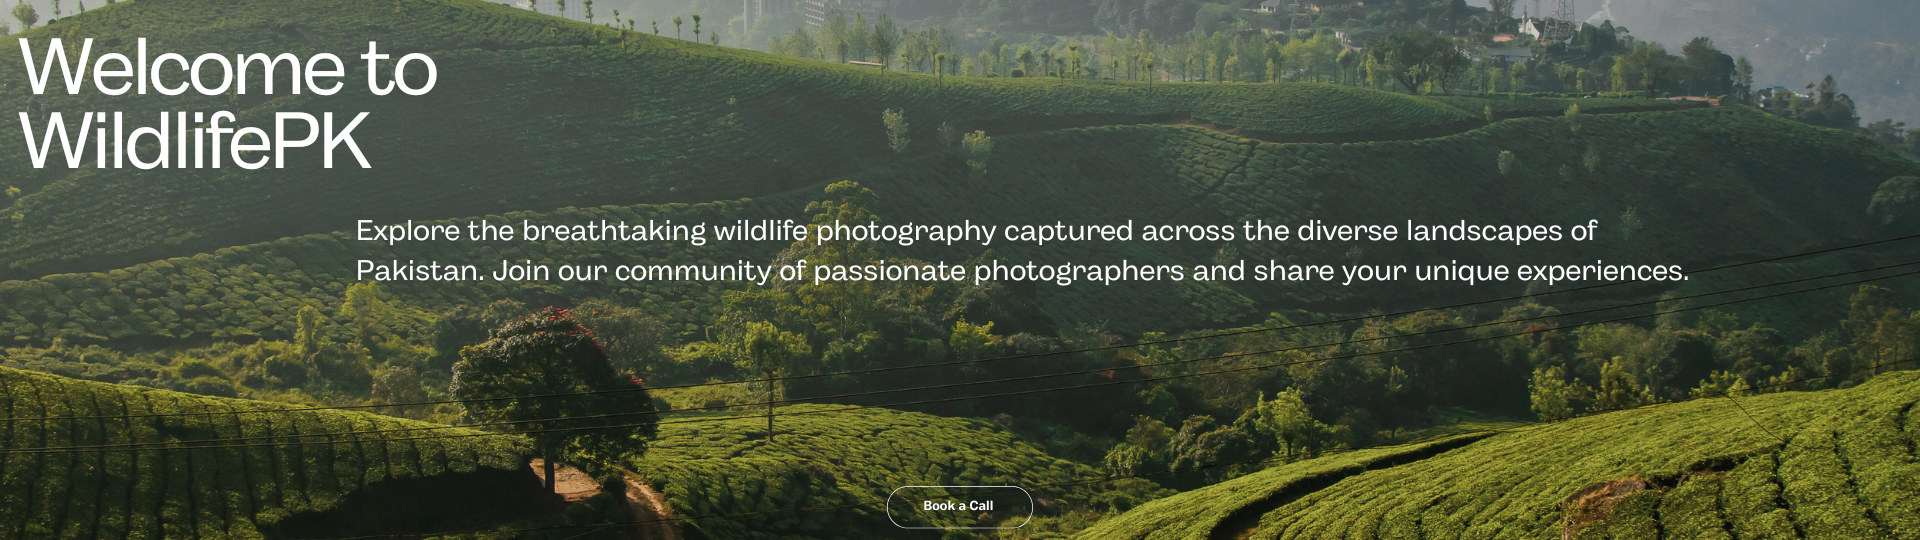 Welcome to
WildlifePK
Explore the breathtaking wildlife photography captured across the diverse landscapes of
Pakistan. Join our community of passionate photographers and share your unique experiences.
Book a Call